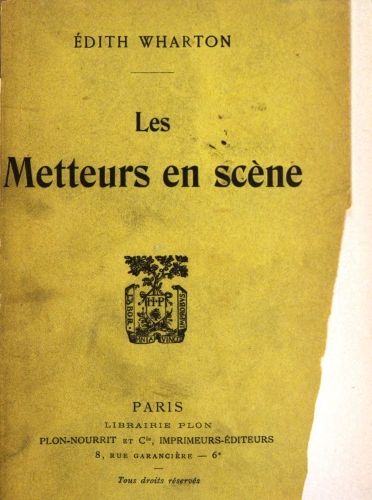 ÉDITH WHARTON
Les
Metteurs en scène
H·P
PARIS
LIBRAIRIE PLON
PLON-NOURRIT ET Cie, IMPRIMEURS-ÉDITEURS
8, RUE GARANCIÈRE — 6e
Tous droits réservés